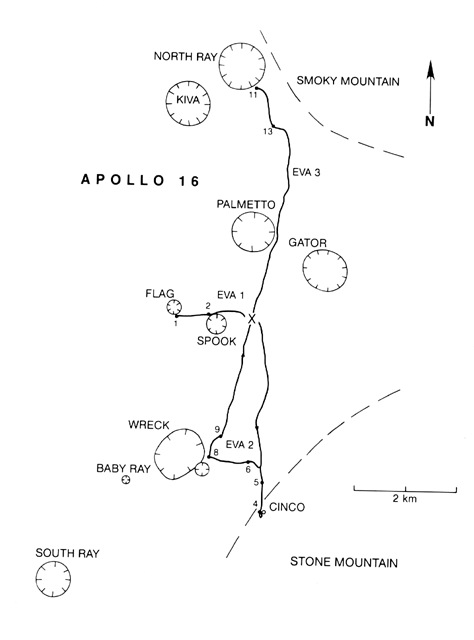 NORTH RAY
SMOKY MOUNTAIN
11
KIVA
N
13
EVA 3
APOLLO 16
PALMETTO
GATOR
FLAG
EVA 1
2
1
X
SPOOK
WRECK
9
EVA 2
8
BABY RAY
6
5
4
CINCO
2 km
SOUTH RAY
STONE MOUNTAIN